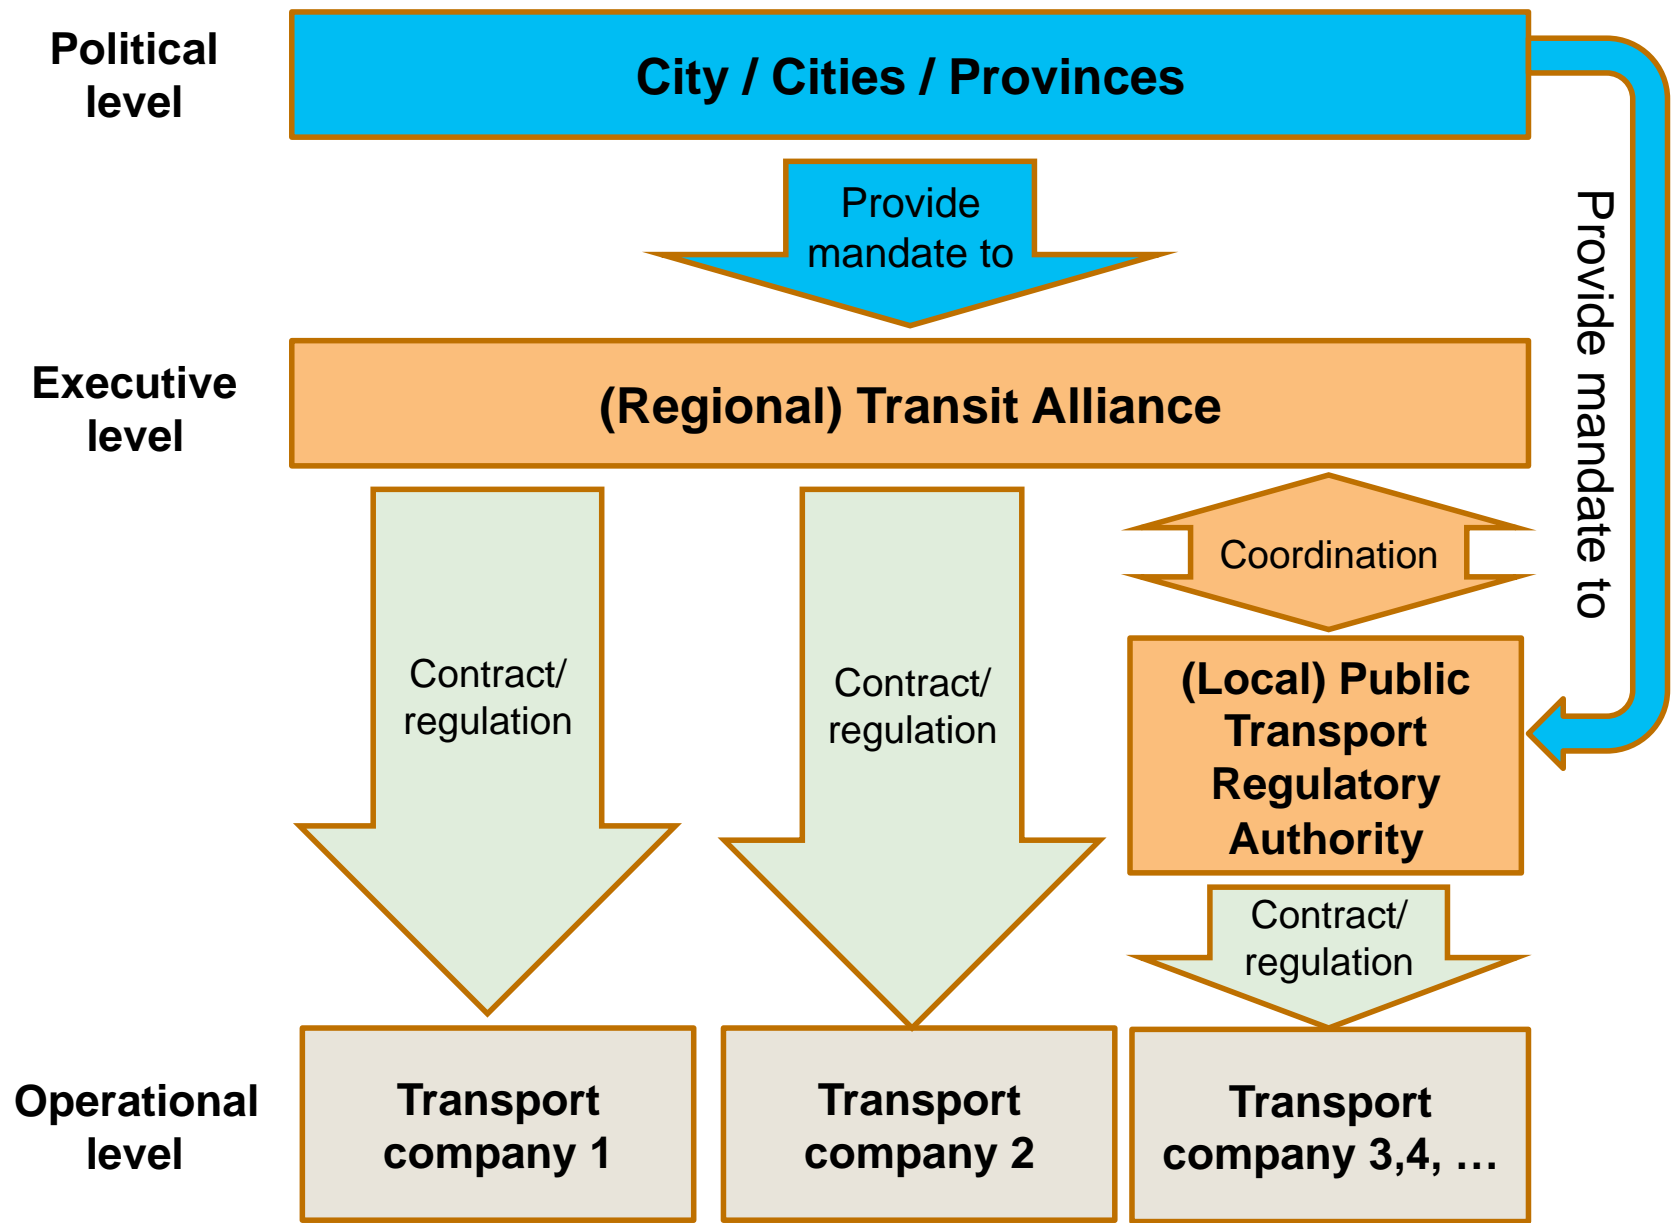 Political
level
City / Cities / Provinces
Provide
mandate to
Provide mandate to
Executive
level
(Regional) Transit Alliance
Contract/
regulation
Contract/
regulation
Coordination
(Local) Public
Transport
Regulatory
Authority
Contract/
regulation
Operational
level
Transport
company 1
Transport
company 2
Transport
company 3,4, …